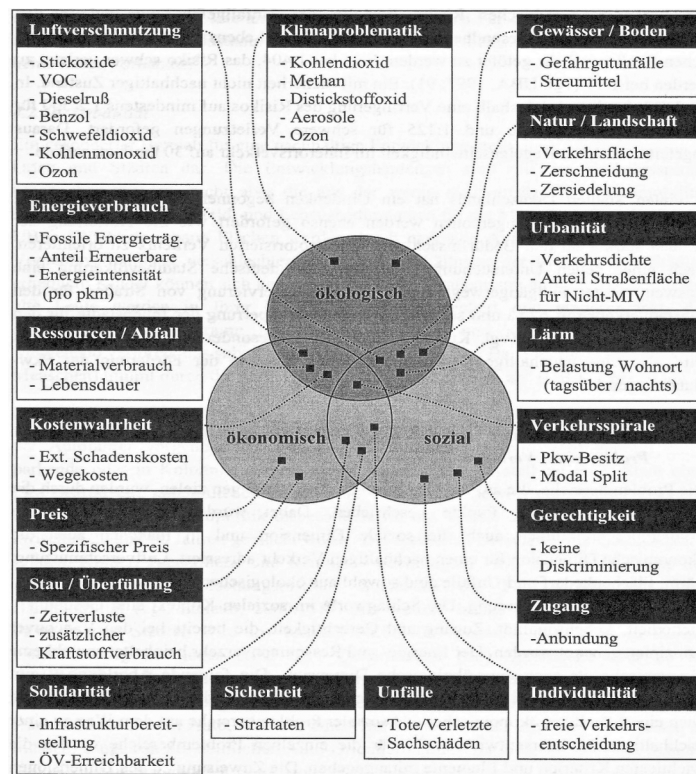 Luftverschmutzung
- Stickoxide
- VOC
- Dieselruß
- Benzol
- Schwefeldioxid
- Kohlenmonoxid
- Ozon
Klimaproblematik
- Kohlendioxid
- Methan
- Distickstoffoxid
- Aerosole
- Ozon
Gewässer / Boden
- Gefahrgutunfälle
- Streumittel
Natur / Landschaft
- Verkehrsfläche
- Zerschneidung
- Zersiedelung
Energieverbrauch
- Fossile Energieträg.
- Anteil Erneuerbare
- Energieintensität
(pro pkm)
Urbanität
- Verkehrsdichte
- Anteil Straßenfläche
für Nicht-MIV
ökologisch
Ressourcen / Abfall
- Materialverbrauch
- Lebensdauer
Lärm
- Belastung Wohnort
(tagsüber / nachts)
Kostenwahrheit
- Ext. Schadenskosten
- Wegekosten
ökonomisch
sozial
Verkehrsspirale
- Pkw-Besitz
- Modal Split
Preis
- Spezifischer Preis
Gerechtigkeit
- keine
Diskriminierung
Stau / Überfüllung
- Zeitverluste
- zusätzlicher
Kraftstoffverbrauch
Zugang
-Anbindung
Solidarität
- Infrastrukturbereit-
stellung
- ÖV-Erreichbarkeit
Sicherheit
- Straftaten
Unfälle
- Tote/Verletzte
- Sachschäden
Individualität
- freie Verkehrs-
entscheidung